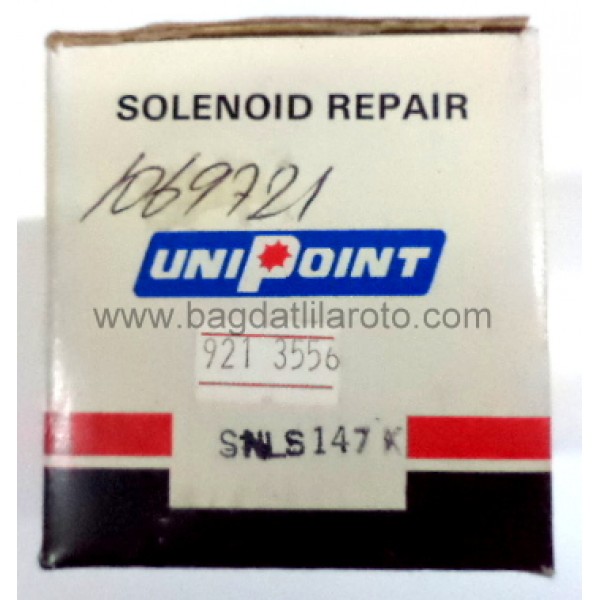 SOLENOID REPAIR
1069721
UNIPOINT
www.bagdatlilaroto.com
921 3556
SNLS147K